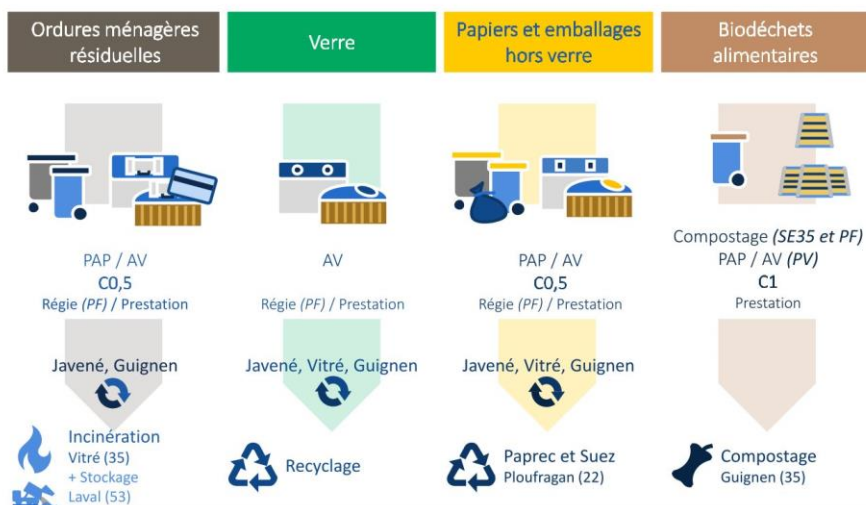 Ordures ménagères
résiduelles
Verre
Papiers et emballages
hors verre
Biodéchets
alimentaires
PAP / AV
C0,5
Régie (PF) / Prestation
AV
Régie (PF) / Prestation
PAP / AV
C0,5
Régie (PF) / Prestation
Compostage (SE35 et PF)
PAP / AV (PV)
C1
Prestation
Javené, Guignen
Javené, Vitré, Guignen
Javené, Vitré, Guignen
Incinération
Vitré (35)
+ Stockage
Laval (53)
Recyclage
Paprec et Suez
Ploufragan (22)
Compostage
Guignen (35)